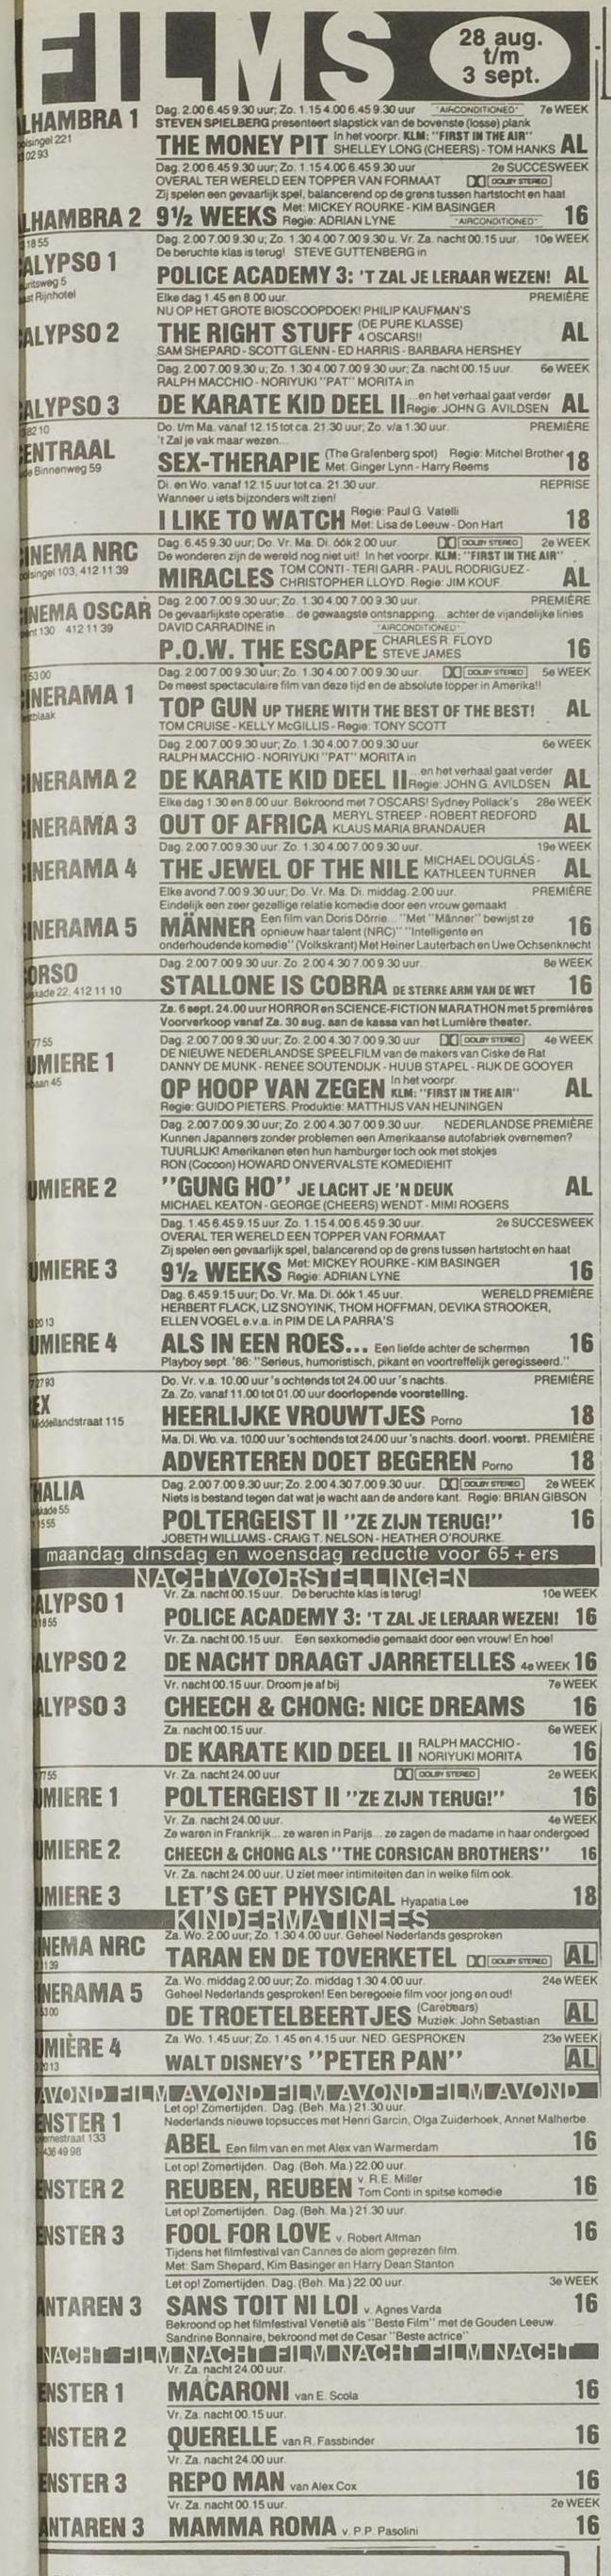 FILMS
28 aug.
t/m
3 sept.
LHAMBRA 1
olsingel 221
Dag. 2.00 6.45 9.30 uur; Zo. 1.15 4.00 6.45 9.30 uur "AIRCONDITIONED" 7e WEEK
STEVEN SPIELBERG presenteert slapstick van de bovenste (losse) plank
THE MONEY PIT In het voorpr. KLM: "FIRST IN THE AIR" SHELLEY LONG (CHEERS) - TOM HANKS AL
Dag. 2.00 6.45 9.30 uur; Zo. 1.15 4.00 6.45 9.30 uur 2e SUCCESWEEK
OVERAL TER WERELD EEN TOPPER VAN FORMAAT DOLBY STEREO
Zij spelen een gevaarlijk spel, balancerend op de grens tussen hartstocht en haat
LHAMBRA 2 9½ WEEKS Met: MICKEY ROURKE - KIM BASINGER Regie: ADRIAN LYNE "AIRCONDITIONED" 16
Dag. 2.00 7.00 9.30 u; Zo. 1.30 4.00 7.00 9.30 u. Vr. Za. nacht 00.15 uur. 10e WEEK
De beruchte klas is terug! STEVE GUTTENBERG in
ALYPSO 1 POLICE ACADEMY 3: 'T ZAL JE LERAAR WEZEN! AL
ritsweg 5
st Rijnhotel
Elke dag 1.45 en 8.00 uur. PREMIÈRE
NU OP HET GROTE BIOSCOOPDOEK! PHILIP KAUFMAN'S
ALYPSO 2 THE RIGHT STUFF (DE PURE KLASSE) 4 OSCARS!! AL
SAM SHEPARD - SCOTT GLENN - ED HARRIS - BARBARA HERSHEY
Dag. 2.00 7.00 9.30 u; Zo. 1.30 4.00 7.00 9.30 uur; Za. nacht 00.15 uur. 6e WEEK
RALPH MACCHIO - NORIYUKI "PAT" MORITA in
ALYPSO 3 DE KARATE KID DEEL II ...en het verhaal gaat verder Regie: JOHN G. AVILDSEN AL
Do. t/m Ma. vanaf 12.15 tot ca. 21.30 uur; Zo. v/a 1.30 uur. PREMIÈRE
't Zal je vak maar wezen...
ENTRAAL
e Binnenweg 59
SEX-THERAPIE (The Grafenberg spot) Regie: Mitchel Brother Met: Ginger Lynn - Harry Reems 18
Di. en Wo. vanaf 12.15 uur tot ca. 21.30 uur. REPRISE
Wanneer u iets bijzonders wilt zien!
I LIKE TO WATCH Regie: Paul G. Vatelli Met: Lisa de Leeuw - Don Hart 18
INEMA NRC
olsingel 103, 412 11 39
Dag. 6.45 9.30 uur; Do. Vr. Ma. Di. óók 2.00 uur. DOLBY STEREO 2e WEEK
De wonderen zijn de wereld nog niet uit! In het voorpr. KLM: "FIRST IN THE AIR"
MIRACLES TOM CONTI - TERI GARR - PAUL RODRIGUEZ - CHRISTOPHER LLOYD. Regie: JIM KOUF. AL
INEMA OSCAR
130 412 11 39
Dag. 2.00 7.00 9.30 uur; Zo. 1.30 4.00 7.00 9.30 uur. PREMIÈRE
De gevaarlijkste operatie... de gewaagste ontsnapping... achter de vijandelijke linies
DAVID CARRADINE in "AIRCONDITIONED"
P.O.W. THE ESCAPE CHARLES R. FLOYD STEVE JAMES 16
Dag. 2.00 7.00 9.30 uur; Zo. 1.30 4.00 7.00 9.30 uur. DOLBY STEREO 5e WEEK
De meest spectaculaire film van deze tijd en de absolute topper in Amerika!!
INERAMA 1 TOP GUN UP THERE WITH THE BEST OF THE BEST! AL
TOM CRUISE - KELLY McGILLIS - Regie: TONY SCOTT
Dag. 2.00 7.00 9.30 uur; Zo. 1.30 4.00 7.00 9.30 uur 6e WEEK
RALPH MACCHIO - NORIYUKI "PAT" MORITA in
INERAMA 2 DE KARATE KID DEEL II ...en het verhaal gaat verder Regie: JOHN G. AVILDSEN AL
Elke dag 1.30 en 8.00 uur. Bekroond met 7 OSCARS! Sydney Pollack's 28e WEEK
INERAMA 3 OUT OF AFRICA MERYL STREEP - ROBERT REDFORD KLAUS MARIA BRANDAUER AL
Dag. 2.00 7.00 9.30 uur. Zo. 1.30 4.00 7.00 9.30 uur. 19e WEEK
INERAMA 4 THE JEWEL OF THE NILE MICHAEL DOUGLAS - KATHLEEN TURNER AL
Elke avond 7.00 9.30 uur; Do. Vr. Ma. Di. middag. 2.00 uur. PREMIÈRE
Eindelijk een zeer gezellige relatie komedie door een vrouw gemaakt
INERAMA 5 MÄNNER Een film van Doris Dörrie... "Met "Männer" bewijst ze opnieuw haar talent (NRC)" "Intelligente en 16
onderhoudende komedie" (Volkskrant) Met Heiner Lauterbach en Uwe Ochsenknecht
ORSO
kade 22, 412 11 10
Dag. 2.00 7.00 9.30 uur. Zo. 2.00 4.30 7.00 9.30 uur. 8e WEEK
STALLONE IS COBRA DE STERKE ARM VAN DE WET 16
Za. 6 sept. 24.00 uur HORROR en SCIENCE-FICTION MARATHON met 5 premières
Voorverkoop vanaf Za. 30 aug. aan de kassa van het Lumière theater.
Dag. 2.00 7.00 9.30 uur; Zo. 2.00 4.30 7.00 9.30 uur DOLBY STEREO 4e WEEK
DE NIEUWE NEDERLANDSE SPEELFILM van de makers van Ciske de Rat
UMIERE 1
baan 45
DANNY DE MUNK - RENEE SOUTENDIJK - HUUB STAPEL - RIJK DE GOOYER
OP HOOP VAN ZEGEN In het voorpr. KLM: "FIRST IN THE AIR" AL
Regie: GUIDO PIETERS. Produktie: MATTHIJS VAN HEIJNINGEN
Dag. 2.00 7.00 9.30 uur; Zo. 2.00 4.30 7.00 9.30 uur. NEDERLANDSE PREMIÈRE
Kunnen Japanners zonder problemen een Amerikaanse autofabriek overnemen?
TUURLIJK! Amerikanen eten hun hamburger toch ook met stokjes
RON (Cocoon) HOWARD ONVERVALSTE KOMEDIEHIT
UMIERE 2 "GUNG HO" JE LACHT JE 'N DEUK AL
MICHAEL KEATON - GEORGE (CHEERS) WENDT - MIMI ROGERS
Dag. 1.45 6.45 9.15 uur. Zo. 1.15 4.00 6.45 9.30 uur. 2e SUCCESWEEK
OVERAL TER WERELD EEN TOPPER VAN FORMAAT
Zij spelen een gevaarlijk spel, balancerend op de grens tussen hartstocht en haat
UMIERE 3 9½ WEEKS Met: MICKEY ROURKE - KIM BASINGER Regie: ADRIAN LYNE 16
Dag. 6.45 9.15 uur; Do. Vr. Ma. Di. óók 1.45 uur. WERELD PREMIÈRE
HERBERT FLACK, LIZ SNOYINK, THOM HOFFMAN, DEVIKA STROOKER,
ELLEN VOGEL e.v.a. in PIM DE LA PARRA'S
UMIERE 4 ALS IN EEN ROES... Een liefde achter de schermen 16
Playboy sept. '86: "Serieus, humoristisch, pikant en voortreffelijk geregisseerd."
EX
Middellandstraat 115
Do. Vr. v.a. 10.00 uur 's ochtends tot 24.00 uur 's nachts. PREMIÈRE
Za. Zo. vanaf 11.00 tot 01.00 uur doorlopende voorstelling.
HEERLIJKE VROUWTJES Porno 18
Ma. Di. Wo. v.a. 10.00 uur 's ochtends tot 24.00 uur 's nachts. doorl. voorst. PREMIÈRE
ADVERTEREN DOET BEGEREN Porno 18
HALIA
kade 55
Dag. 2.00 7.00 9.30 uur; Zo. 2.00 4.30 7.00 9.30 uur. DOLBY STEREO 2e WEEK
Niets is bestand tegen dat wat je wacht aan de andere kant. Regie: BRIAN GIBSON
POLTERGEIST II "ZE ZIJN TERUG!" 16
JOBETH WILLIAMS - CRAIG T. NELSON - HEATHER O'ROURKE
maandag dinsdag en woensdag reductie voor 65+ ers
NACHTVOORSTELLINGEN
Vr. Za. nacht 00.15 uur. De beruchte klas is terug! 10e WEEK
ALYPSO 1 POLICE ACADEMY 3: 'T ZAL JE LERAAR WEZEN! 16
Vr. Za. nacht 00.15 uur. Een sexkomedie gemaakt door een vrouw! En hoe!
ALYPSO 2 DE NACHT DRAAGT JARRETELLES 4e WEEK 16
Vr. nacht 00.15 uur. Droom je af bij 7e WEEK
ALYPSO 3 CHEECH & CHONG: NICE DREAMS 16
Za. nacht 00.15 uur. 6e WEEK
DE KARATE KID DEEL II RALPH MACCHIO - NORIYUKI MORITA 16
Vr. Za. nacht 24.00 uur DOLBY STEREO 2e WEEK
UMIERE 1 POLTERGEIST II "ZE ZIJN TERUG!" 16
Vr. Za. nacht 24.00 uur. 4e WEEK
Ze waren in Frankrijk... ze waren in Parijs... ze zagen de madame in haar ondergoed
UMIERE 2 CHEECH & CHONG ALS "THE CORSICAN BROTHERS" 16
Vr. Za. nacht 24.00 uur. U ziet meer intimiteiten dan in welke film ook.
UMIERE 3 LET'S GET PHYSICAL Hyapatia Lee 18
KINDERMATINEES
Za. Wo. 2.00 uur; Zo. 1.30 4.00 uur. Geheel Nederlands gesproken
NEMA NRC TARAN EN DE TOVERKETEL DOLBY STEREO AL
Za. Wo. middag 2.00 uur; Zo. middag 1.30 4.00 uur. 24e WEEK
NERAMA 5 Geheel Nederlands gesproken! Een beregoeie film voor jong en oud!
DE TROETELBEERTJES (Carebears) Muziek: John Sebastian AL
Za. Wo. 1.45 uur; Zo. 1.45 en 4.15 uur. NED. GESPROKEN 23e WEEK
UMIÈRE 4 WALT DISNEY'S "PETER PAN" AL
AVOND FILM AVOND FILM AVOND FILM AVOND
Let op! Zomertijden. Dag. (Beh. Ma.) 21.30 uur.
ENSTER 1 Nederlands nieuwe topsucces met Henri Garcin, Olga Zuiderhoek, Annet Malherbe.
straat 133
436 49 98
ABEL Een film van en met Alex van Warmerdam 16
Let op! Zomertijden. Dag. (Beh. Ma.) 22.00 uur.
ENSTER 2 REUBEN, REUBEN v. R.E. Miller Tom Conti in spitse komedie 16
Let op! Zomertijden. Dag. (Beh. Ma.) 21.30 uur.
ENSTER 3 FOOL FOR LOVE v. Robert Altman 16
Tijdens het filmfestival van Cannes de alom geprezen film.
Met: Sam Shepard, Kim Basinger en Harry Dean Stanton
Let op! Zomertijden. Dag. (Beh. Ma.) 22.00 uur. 3e WEEK
ANTAREN 3 SANS TOIT NI LOI v. Agnes Varda 16
Bekroond op het filmfestival Venetië als "Beste Film" met de Gouden Leeuw.
Sandrine Bonnaire, bekroond met de Cesar "Beste actrice"
NACHT FILM NACHT FILM NACHT FILM NACHT
Vr. Za. nacht 24.00 uur.
ENSTER 1 MACARONI van E. Scola 16
Vr. Za. nacht 00.15 uur.
ENSTER 2 QUERELLE van R. Fassbinder 16
Vr. Za. nacht 24.00 uur.
ENSTER 3 REPO MAN van Alex Cox 16
Vr. Za. nacht 00.15 uur. 2e WEEK
ANTAREN 3 MAMMA ROMA v. P.P. Pasolini 16